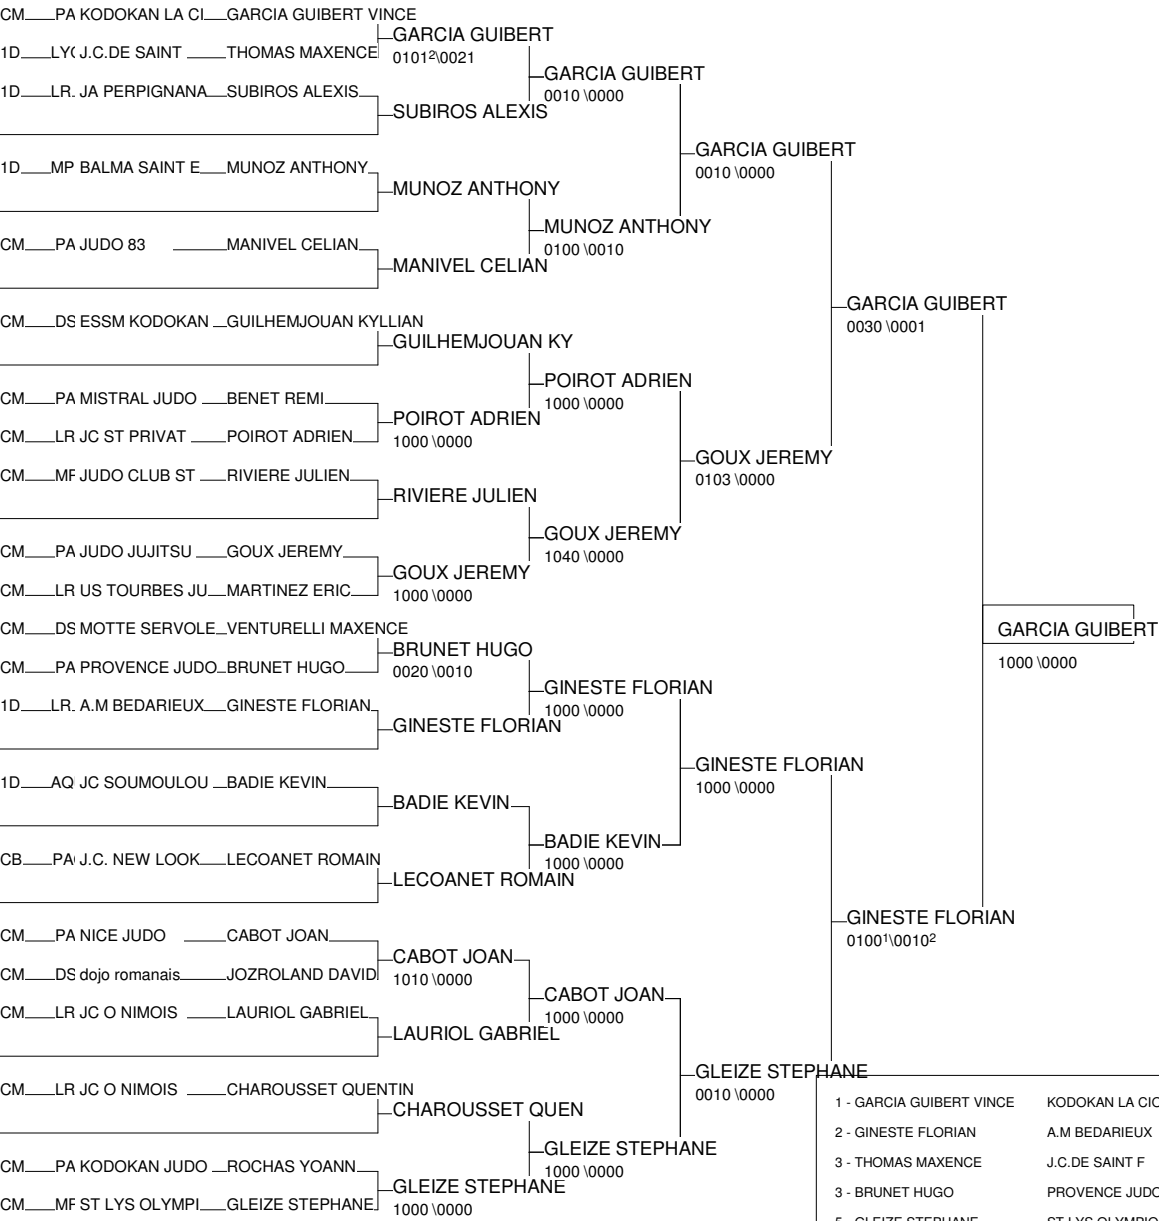 CM PA KODOKAN LA CI GARCIA GUIBERT VINCE
GARCIA GUIBERT
1D LY( J.C.DE SAINT THOMAS MAXENCE
0101²\0021
GARCIA GUIBERT
1D LR. JA PERPIGNANA SUBIROS ALEXIS
0010 \0000
SUBIROS ALEXIS
GARCIA GUIBERT
1D MP BALMA SAINT E MUNOZ ANTHONY
0010 \0000
MUNOZ ANTHONY
MUNOZ ANTHONY
CM PA JUDO 83 MANIVEL CELIAN
0100 \0010
MANIVEL CELIAN
GARCIA GUIBERT
CM DS ESSM KODOKAN GUILHEMJOUAN KYLLIAN
0030 \0001
GUILHEMJOUAN KY
POIROT ADRIEN
CM PA MISTRAL JUDO BENET REMI
1000 \0000
POIROT ADRIEN
CM LR JC ST PRIVAT POIROT ADRIEN
1000 \0000
GOUX JEREMY
CM MF JUDO CLUB ST RIVIERE JULIEN
0103 \0000
RIVIERE JULIEN
GOUX JEREMY
CM PA JUDO JUJITSU GOUX JEREMY
1040 \0000
GOUX JEREMY
CM LR US TOURBES JU MARTINEZ ERIC
1000 \0000
CM DS MOTTE SERVOLE VENTURELLI MAXENCE
GARCIA GUIBERT
BRUNET HUGO
1000 \0000
CM PA PROVENCE JUDO BRUNET HUGO
0020 \0010
GINESTE FLORIAN
1D LR. A.M BEDARIEUX GINESTE FLORIAN
1000 \0000
GINESTE FLORIAN
GINESTE FLORIAN
1D AQ JC SOUMOULOU BADIE KEVIN
1000 \0000
BADIE KEVIN
BADIE KEVIN
CB PA( J.C. NEW LOOK LECOANET ROMAIN
1000 \0000
LECOANET ROMAIN
GINESTE FLORIAN
CM PA NICE JUDO CABOT JOAN
0100¹\0010²
CABOT JOAN
CM DS dojo romanais JOZROLAND DAVID
1010 \0000
CABOT JOAN
CM LR JC O NIMOIS LAURIOL GABRIEL
1000 \0000
LAURIOL GABRIEL
GLEIZE STEPHANE
CM LR JC O NIMOIS CHAROUSSET QUENTIN
0010 \0000
1 - GARCIA GUIBERT VINCE KODOKAN LA CIO
CHAROUSSET QUEN
2 - GINESTE FLORIAN A.M BEDARIEUX
GLEIZE STEPHANE
CM PA KODOKAN JUDO ROCHAS YOANN
1000 \0000
3 - THOMAS MAXENCE J.C.DE SAINT F
GLEIZE STEPHANE
3 - BRUNET HUGO PROVENCE JUDO
CM MF ST LYS OLYMPI GLEIZE STEPHANE
1000 \0000
5 - GLEIZE STEPHANE ST LYS OLYMPIQ